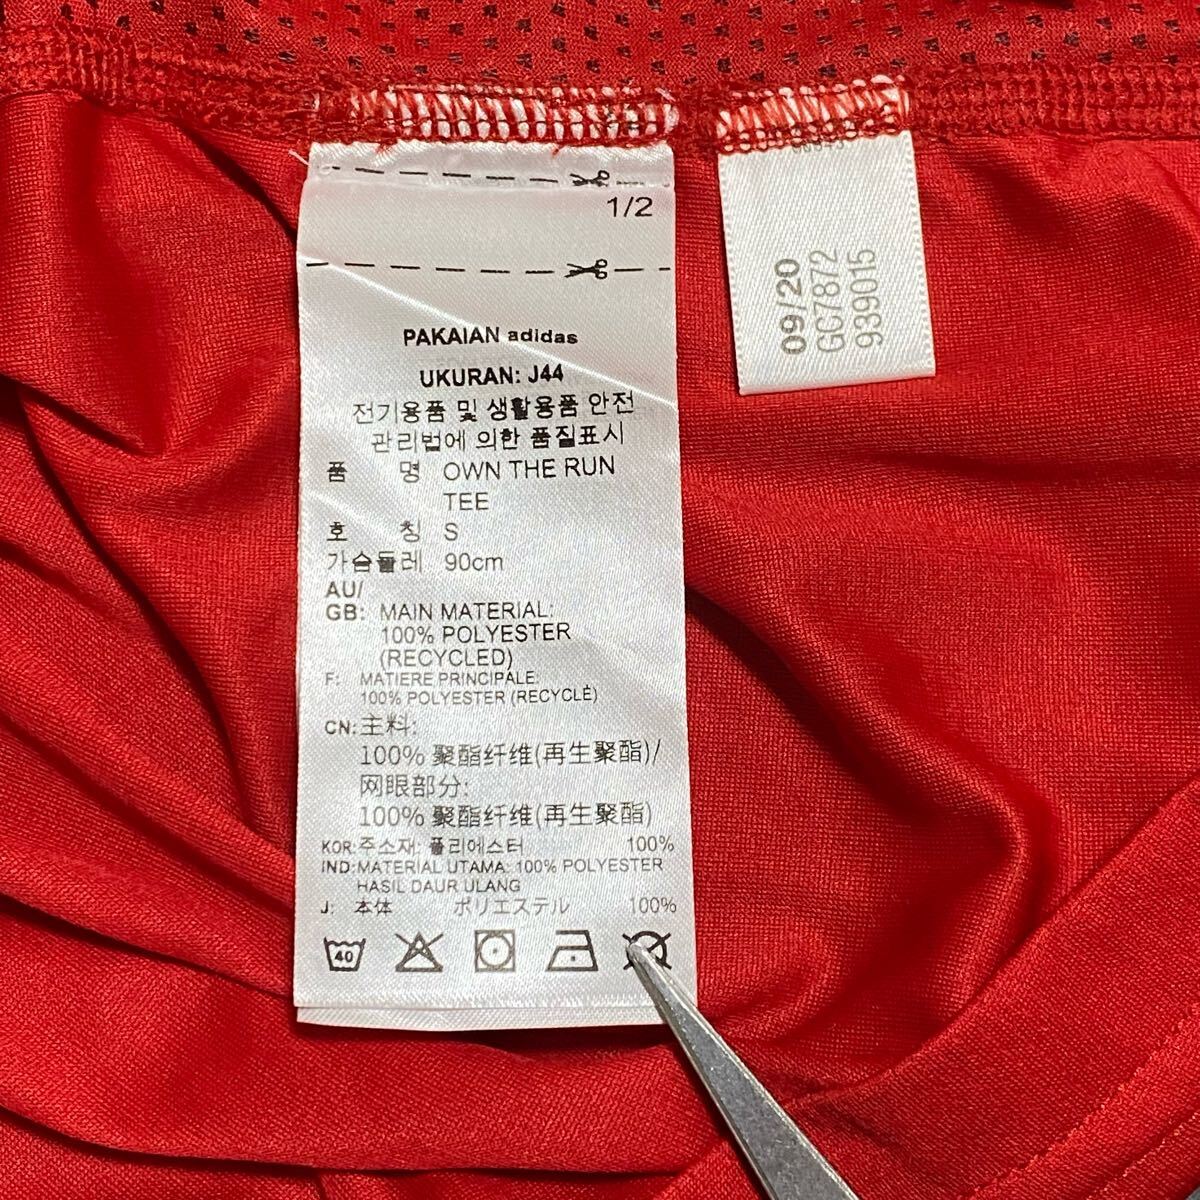 1/2
PAKAIAN adidas
UKURAN: J44
전기용품 및 생활용품 안전
관리법에 의한 품질표시
품 명 OWN THE RUN
TEE
호 칭 S
가슴둘레 90cm
AU/
GB: MAIN MATERIAL:
100% POLYESTER
(RECYCLED)
F: MATIERE PRINCIPALE:
100% POLYESTER (RECYCLÉ)
CN: 主料:
100% 聚酯纤维(再生聚酯)/
网眼部分:
100% 聚酯纤维(再生聚酯)
KOR: 주소재: 폴리에스터 100%
IND: MATERIAL UTAMA: 100% POLYESTER
HASIL DAUR ULANG
J: 本体 ポリエステル 100%
40
09/20
GC7872
939015